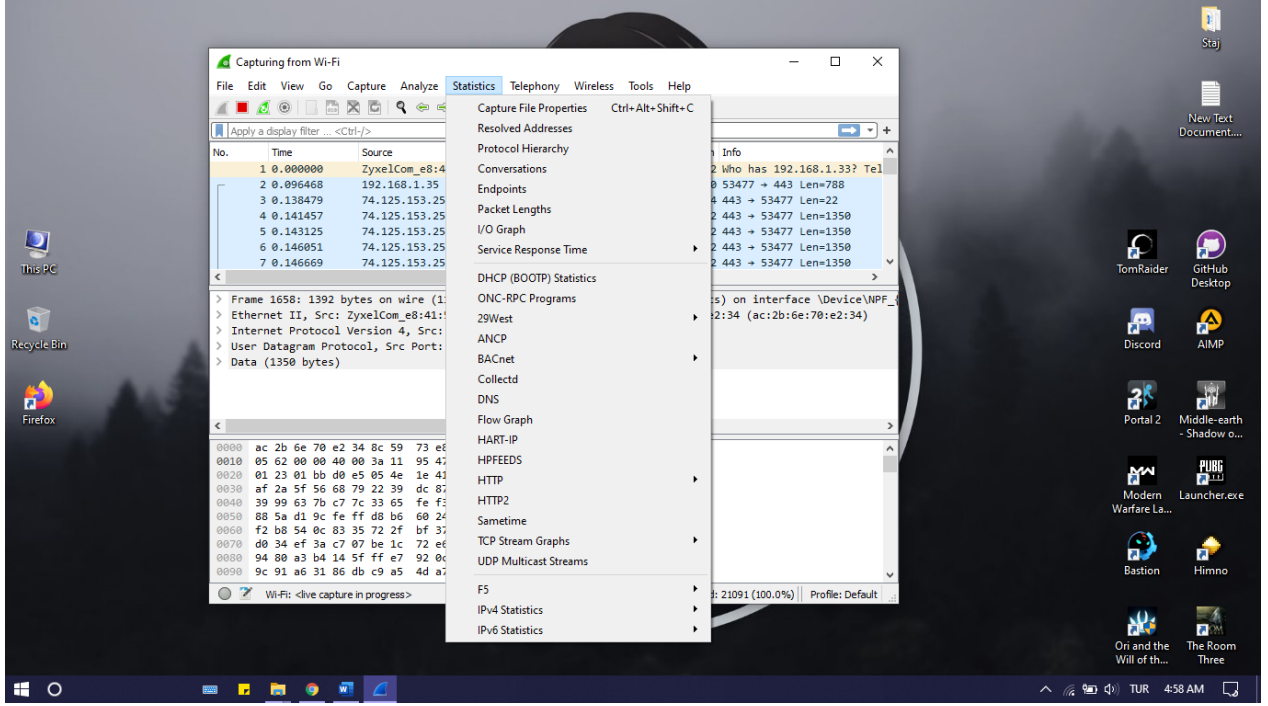 Staj
New Text
Document....
This PC
Recycle Bin
Firefox
Capturing from Wi-Fi
File Edit View Go Capture Analyze Statistics Telephony Wireless Tools Help
Apply a display filter ... <Ctrl-/>
No. Time Source Info
1 0.000000 ZyxelCom_e8:4 2 Who has 192.168.1.33? Tel
2 0.096468 192.168.1.35 0 53477 → 443 Len=788
3 0.138479 74.125.153.25 4 443 → 53477 Len=22
4 0.141457 74.125.153.25 2 443 → 53477 Len=1350
5 0.143125 74.125.153.25 2 443 → 53477 Len=1350
6 0.146051 74.125.153.25 2 443 → 53477 Len=1350
7 0.146669 74.125.153.25 2 443 → 53477 Len=1350
Frame 1658: 1392 bytes on wire (1 s) on interface \Device\NPF_{
Ethernet II, Src: ZyxelCom_e8:41: 2:34 (ac:2b:6e:70:e2:34)
Internet Protocol Version 4, Src:
User Datagram Protocol, Src Port:
Data (1350 bytes)
0000 ac 2b 6e 70 e2 34 8c 59 73 e8
0010 05 62 00 00 40 00 3a 11 95 47
0020 01 23 01 bb d0 e5 05 4e 1e 41
0030 af 2a 5f 56 68 79 22 39 dc 87
0040 39 99 63 7b c7 7c 33 65 fe f3
0050 88 5a d1 9c fe ff d8 b6 60 24
0060 f2 b8 54 0c 83 35 72 2f bf 37
0070 d0 34 ef 3a c7 07 be 1c 72 e6
0080 94 80 a3 b4 14 5f ff e7 92 0d
0090 9c 91 a6 31 86 db c9 a5 4d a7
Wi-Fi: <live capture in progress> : 21091 (100.0%) Profile: Default
Capture File Properties Ctrl+Alt+Shift+C
Resolved Addresses
Protocol Hierarchy
Conversations
Endpoints
Packet Lengths
I/O Graph
Service Response Time
DHCP (BOOTP) Statistics
ONC-RPC Programs
29West
ANCP
BACnet
Collectd
DNS
Flow Graph
HART-IP
HPFEEDS
HTTP
HTTP2
Sametime
TCP Stream Graphs
UDP Multicast Streams
F5
IPv4 Statistics
IPv6 Statistics
TomRaider
GitHub
Desktop
Discord
AIMP
Portal 2
Middle-earth
- Shadow o...
MW
Modern
Warfare La...
PUBG
Launcher.exe
Bastion
Himno
Ori and the
Will of th...
The Room
Three
TUR 4:58 AM